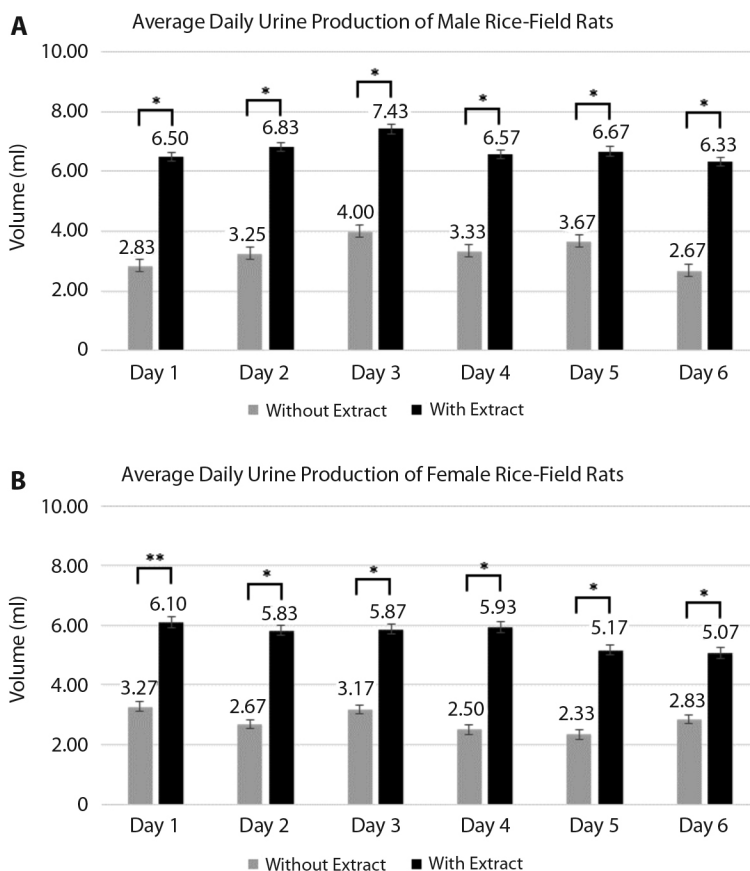 A
Average Daily Urine Production of Male Rice-Field Rats
Volume (ml)
10.00
8.00
6.00
4.00
2.00
0
* * * * * *
2.83 6.50 3.25 6.83 4.00 7.43 3.33 6.57 3.67 6.67 2.67 6.33
Day 1 Day 2 Day 3 Day 4 Day 5 Day 6
Without Extract With Extract
B
Average Daily Urine Production of Female Rice-Field Rats
Volume (ml)
10.00
8.00
6.00
4.00
2.00
0
** * * * * *
3.27 6.10 2.67 5.83 3.17 5.87 2.50 5.93 2.33 5.17 2.83 5.07
Day 1 Day 2 Day 3 Day 4 Day 5 Day 6
Without Extract With Extract